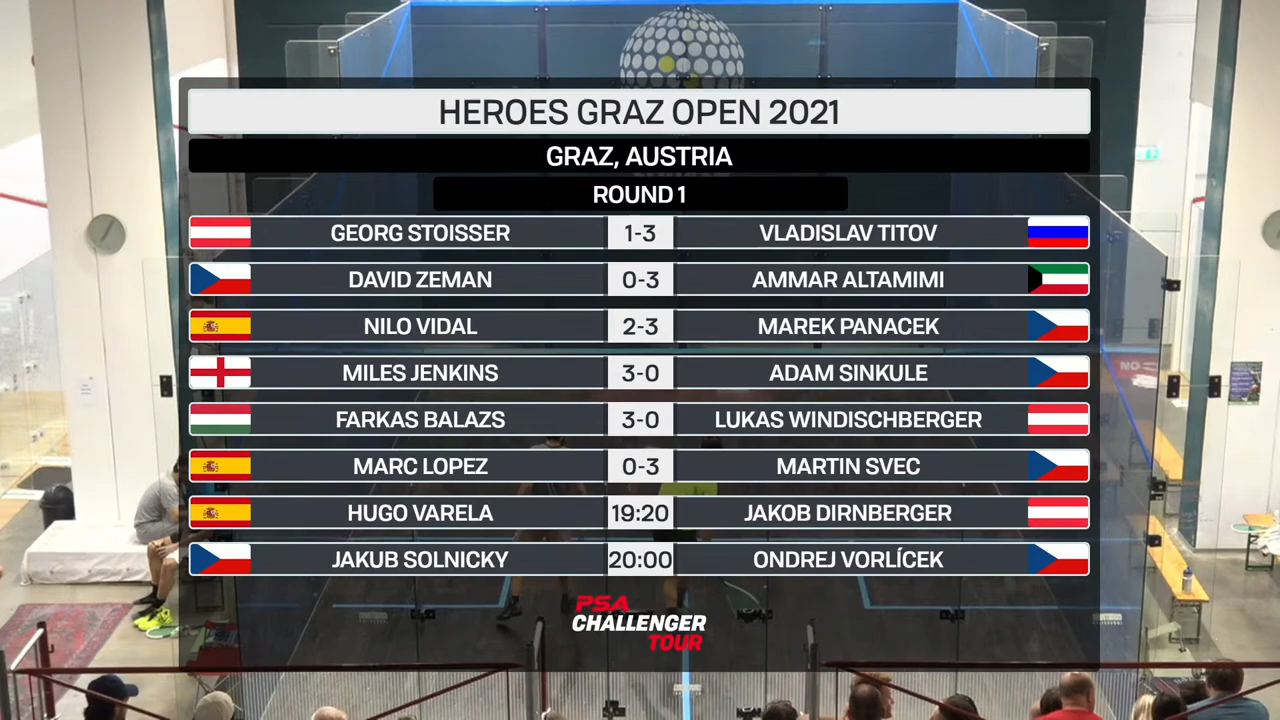 HEROES GRAZ OPEN 2021
GRAZ, AUSTRIA
ROUND 1
GEORG STOISSER 1-3 VLADISLAV TITOV
DAVID ZEMAN 0-3 AMMAR ALTAMIMI
NILO VIDAL 2-3 MAREK PANACEK
MILES JENKINS 3-0 ADAM SINKULE
FARKAS BALAZS 3-0 LUKAS WINDISCHBERGER
MARC LOPEZ 0-3 MARTIN SVEC
HUGO VARELA 19:20 JAKOB DIRNBERGER
JAKUB SOLNICKY 20:00 ONDREJ VORLÍCEK
PSA
CHALLENGER
TOUR